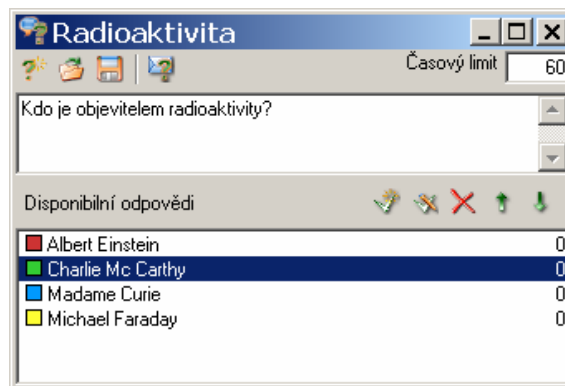 Radioaktivita
Časový limit 60
Kdo je objevitelem radioaktivity?
Disponibilní odpovědi
Albert Einstein 0
Charlie Mc Carthy 0
Madame Curie 0
Michael Faraday 0